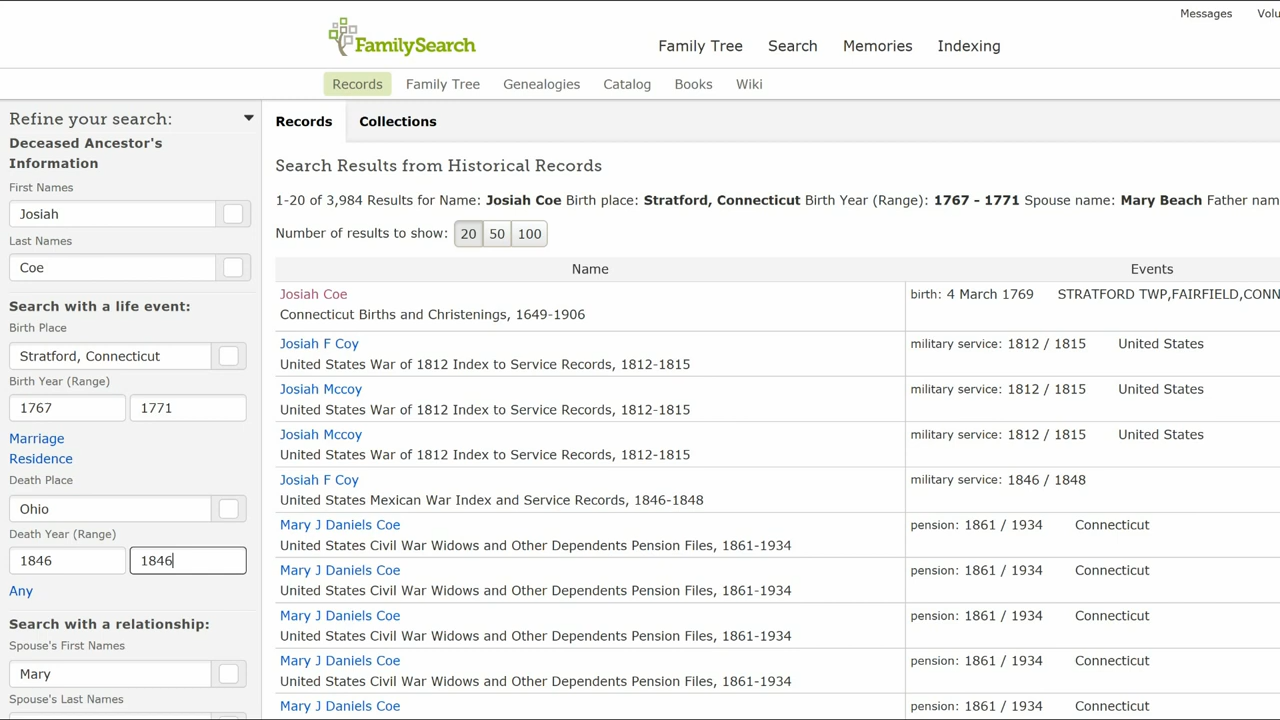 Messages Volu
FamilySearch
Family Tree Search Memories Indexing
Records Family Tree Genealogies Catalog Books Wiki
Refine your search:
Deceased Ancestor's
Information
First Names
Josiah
Last Names
Coe
Search with a life event:
Birth Place
Stratford, Connecticut
Birth Year (Range)
1767 1771
Marriage
Residence
Death Place
Ohio
Death Year (Range)
1846 1846
Any
Search with a relationship:
Spouse's First Names
Mary
Spouse's Last Names
Records Collections
Search Results from Historical Records
1-20 of 3,984 Results for Name: Josiah Coe Birth place: Stratford, Connecticut Birth Year (Range): 1767 - 1771 Spouse name: Mary Beach Father nam
Number of results to show: 20 50 100
Name Events
Josiah Coe birth: 4 March 1769 STRATFORD TWP,FAIRFIELD,CONN
Connecticut Births and Christenings, 1649-1906
Josiah F Coy military service: 1812 / 1815 United States
United States War of 1812 Index to Service Records, 1812-1815
Josiah Mccoy military service: 1812 / 1815 United States
United States War of 1812 Index to Service Records, 1812-1815
Josiah Mccoy military service: 1812 / 1815 United States
United States War of 1812 Index to Service Records, 1812-1815
Josiah F Coy military service: 1846 / 1848
United States Mexican War Index and Service Records, 1846-1848
Mary J Daniels Coe pension: 1861 / 1934 Connecticut
United States Civil War Widows and Other Dependents Pension Files, 1861-1934
Mary J Daniels Coe pension: 1861 / 1934 Connecticut
United States Civil War Widows and Other Dependents Pension Files, 1861-1934
Mary J Daniels Coe pension: 1861 / 1934 Connecticut
United States Civil War Widows and Other Dependents Pension Files, 1861-1934
Mary J Daniels Coe pension: 1861 / 1934 Connecticut
United States Civil War Widows and Other Dependents Pension Files, 1861-1934
Mary J Daniels Coe pension: 1861 / 1934 Connecticut